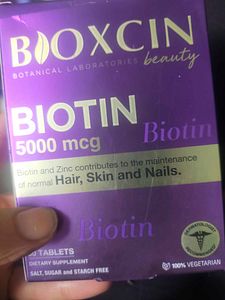 BIOXCIN
BOTANICAL LABORATORIES beauty
BIOTIN
5000 mcg
Biotin
Biotin and Zinc contributes to the maintenance
of normal Hair, Skin and Nails.
Biotin
TABLETS
DIETARY SUPPLEMENT
SALT, SUGAR and STARCH FREE
100% VEGETARIAN